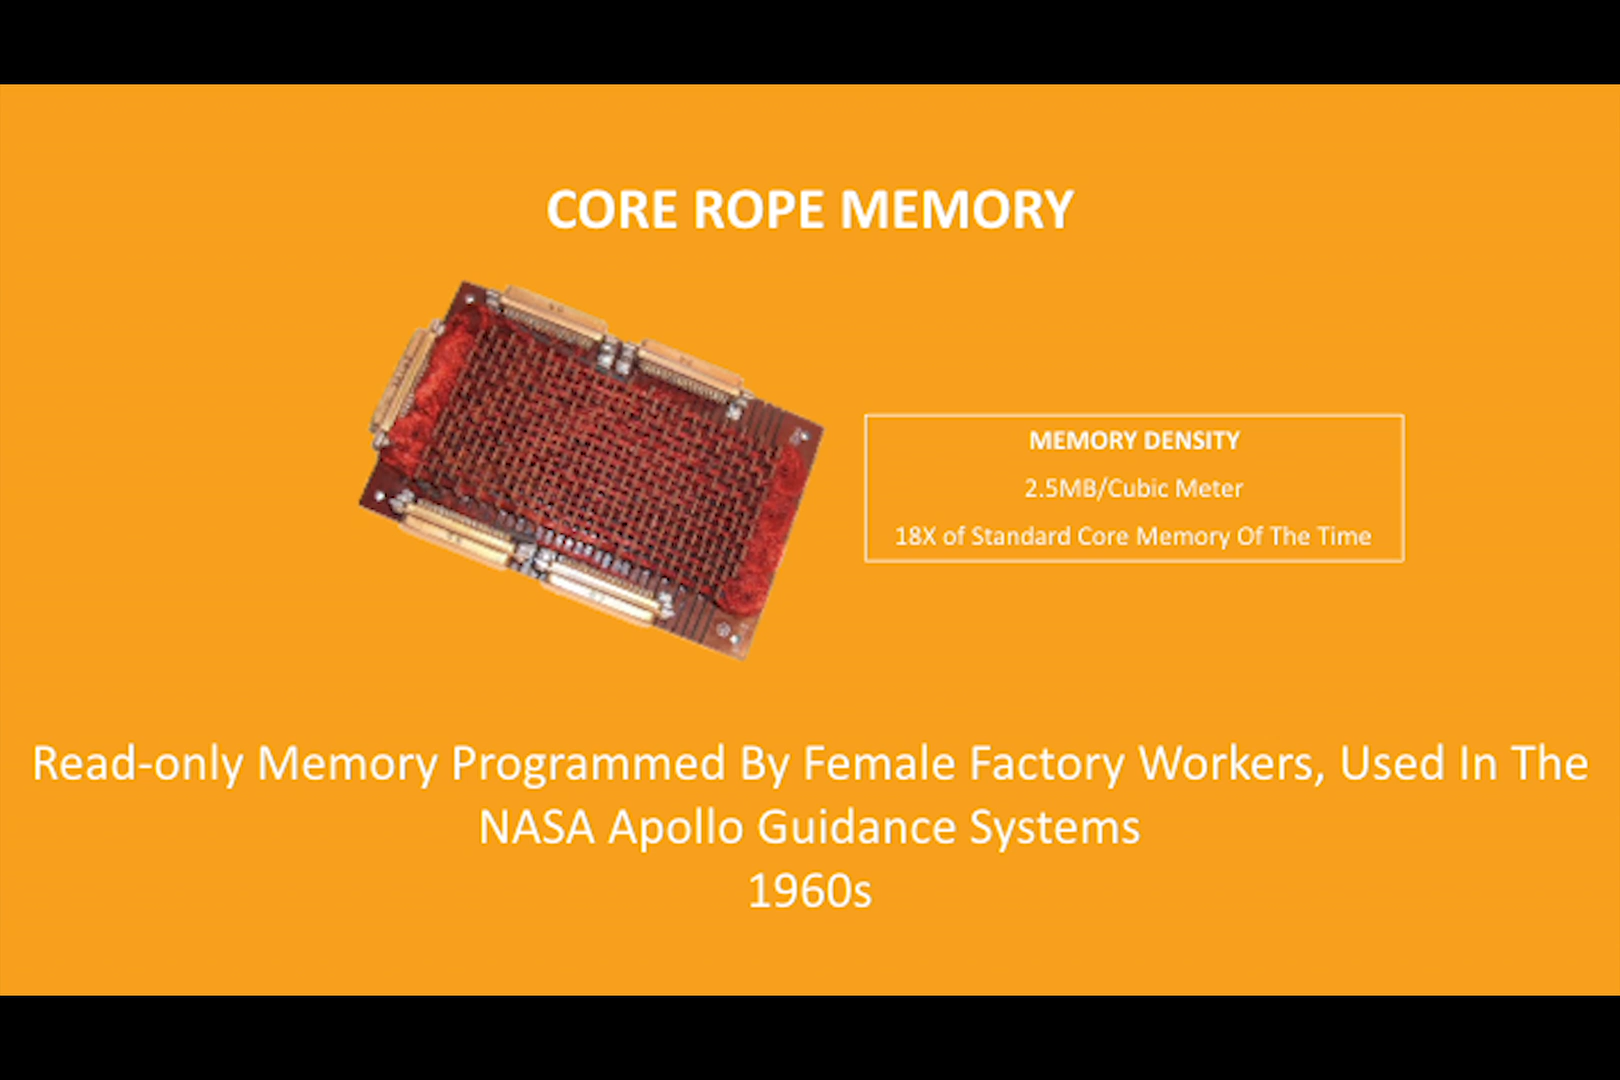 CORE ROPE MEMORY
MEMORY DENSITY
2.5MB/Cubic Meter
18X of Standard Core Memory Of The Time
Read-only Memory Programmed By Female Factory Workers, Used In The
NASA Apollo Guidance Systems
1960s